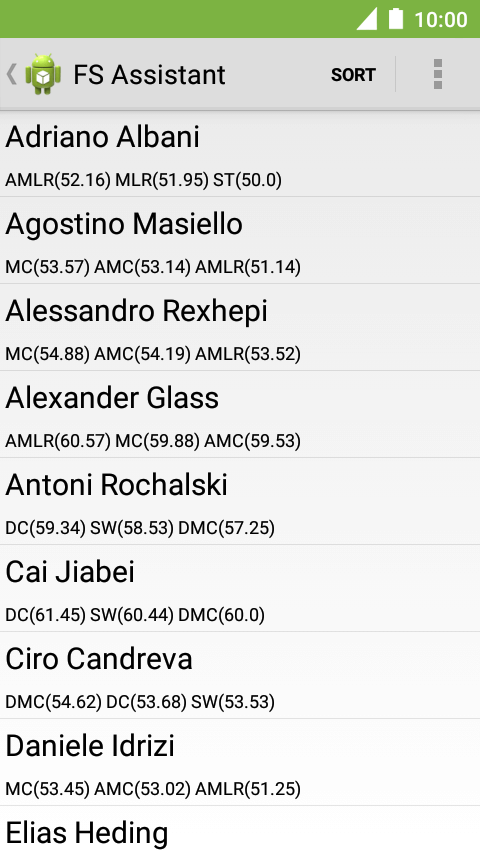 10:00
FS Assistant SORT
Adriano Albani
AMLR(52.16) MLR(51.95) ST(50.0)
Agostino Masiello
MC(53.57) AMC(53.14) AMLR(51.14)
Alessandro Rexhepi
MC(54.88) AMC(54.19) AMLR(53.52)
Alexander Glass
AMLR(60.57) MC(59.88) AMC(59.53)
Antoni Rochalski
DC(59.34) SW(58.53) DMC(57.25)
Cai Jiabei
DC(61.45) SW(60.44) DMC(60.0)
Ciro Candreva
DMC(54.62) DC(53.68) SW(53.53)
Daniele Idrizi
MC(53.45) AMC(53.02) AMLR(51.25)
Elias Heding